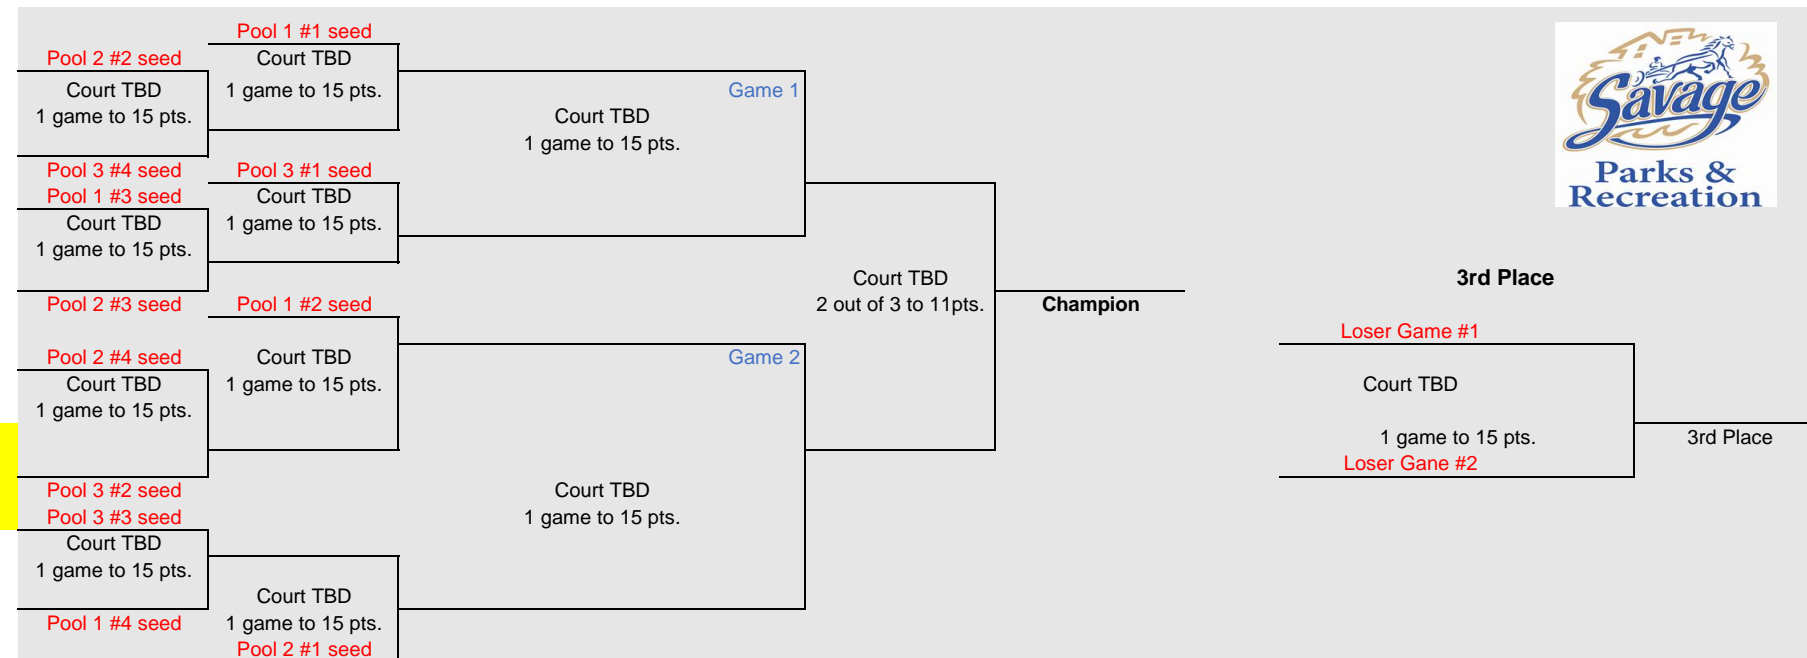 Pool 1 #1 seed
Pool 2 #2 seed
Court TBD
Court TBD
1 game to 15 pts.
1 game to 15 pts.
Game 1
Court TBD
1 game to 15 pts.
Pool 3 #4 seed
Pool 3 #1 seed
Pool 1 #3 seed
Court TBD
Court TBD
1 game to 15 pts.
1 game to 15 pts.
Pool 2 #3 seed
Pool 1 #2 seed
Court TBD
2 out of 3 to 11pts.
Champion
Pool 2 #4 seed
Court TBD
Game 2
Court TBD
1 game to 15 pts.
1 game to 15 pts.
Pool 3 #2 seed
Pool 3 #3 seed
Court TBD
1 game to 15 pts.
Court TBD
1 game to 15 pts.
Court TBD
Pool 1 #4 seed
1 game to 15 pts.
Pool 2 #1 seed
Savage
Parks &
Recreation
3rd Place
Loser Game #1
Court TBD
1 game to 15 pts.
Loser Gane #2
3rd Place